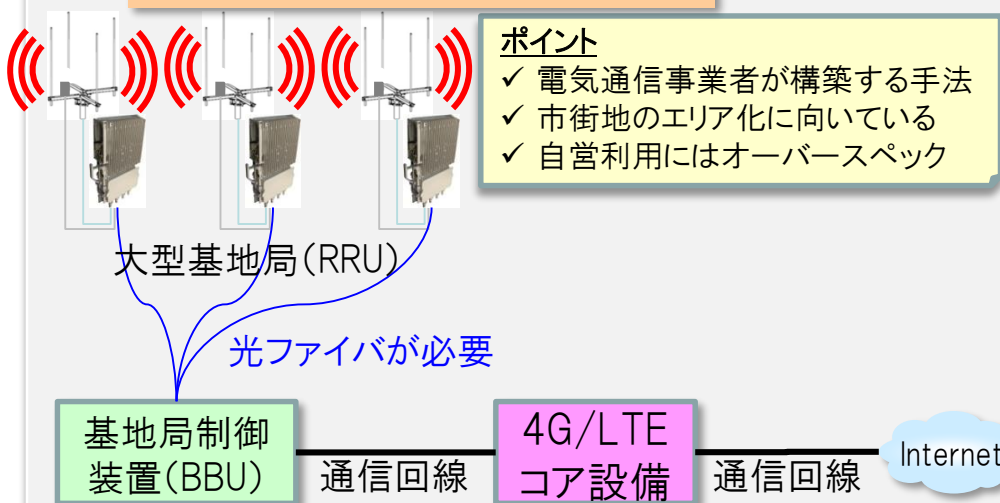 ポイント
✓ 電気通信事業者が構築する手法
✓ 市街地のエリア化に向いている
✓ 自営利用にはオーバースペック
大型基地局(RRU)
光ファイバが必要
基地局制御
装置(BBU)
通信回線
4G/LTE
コア設備
通信回線
Internet